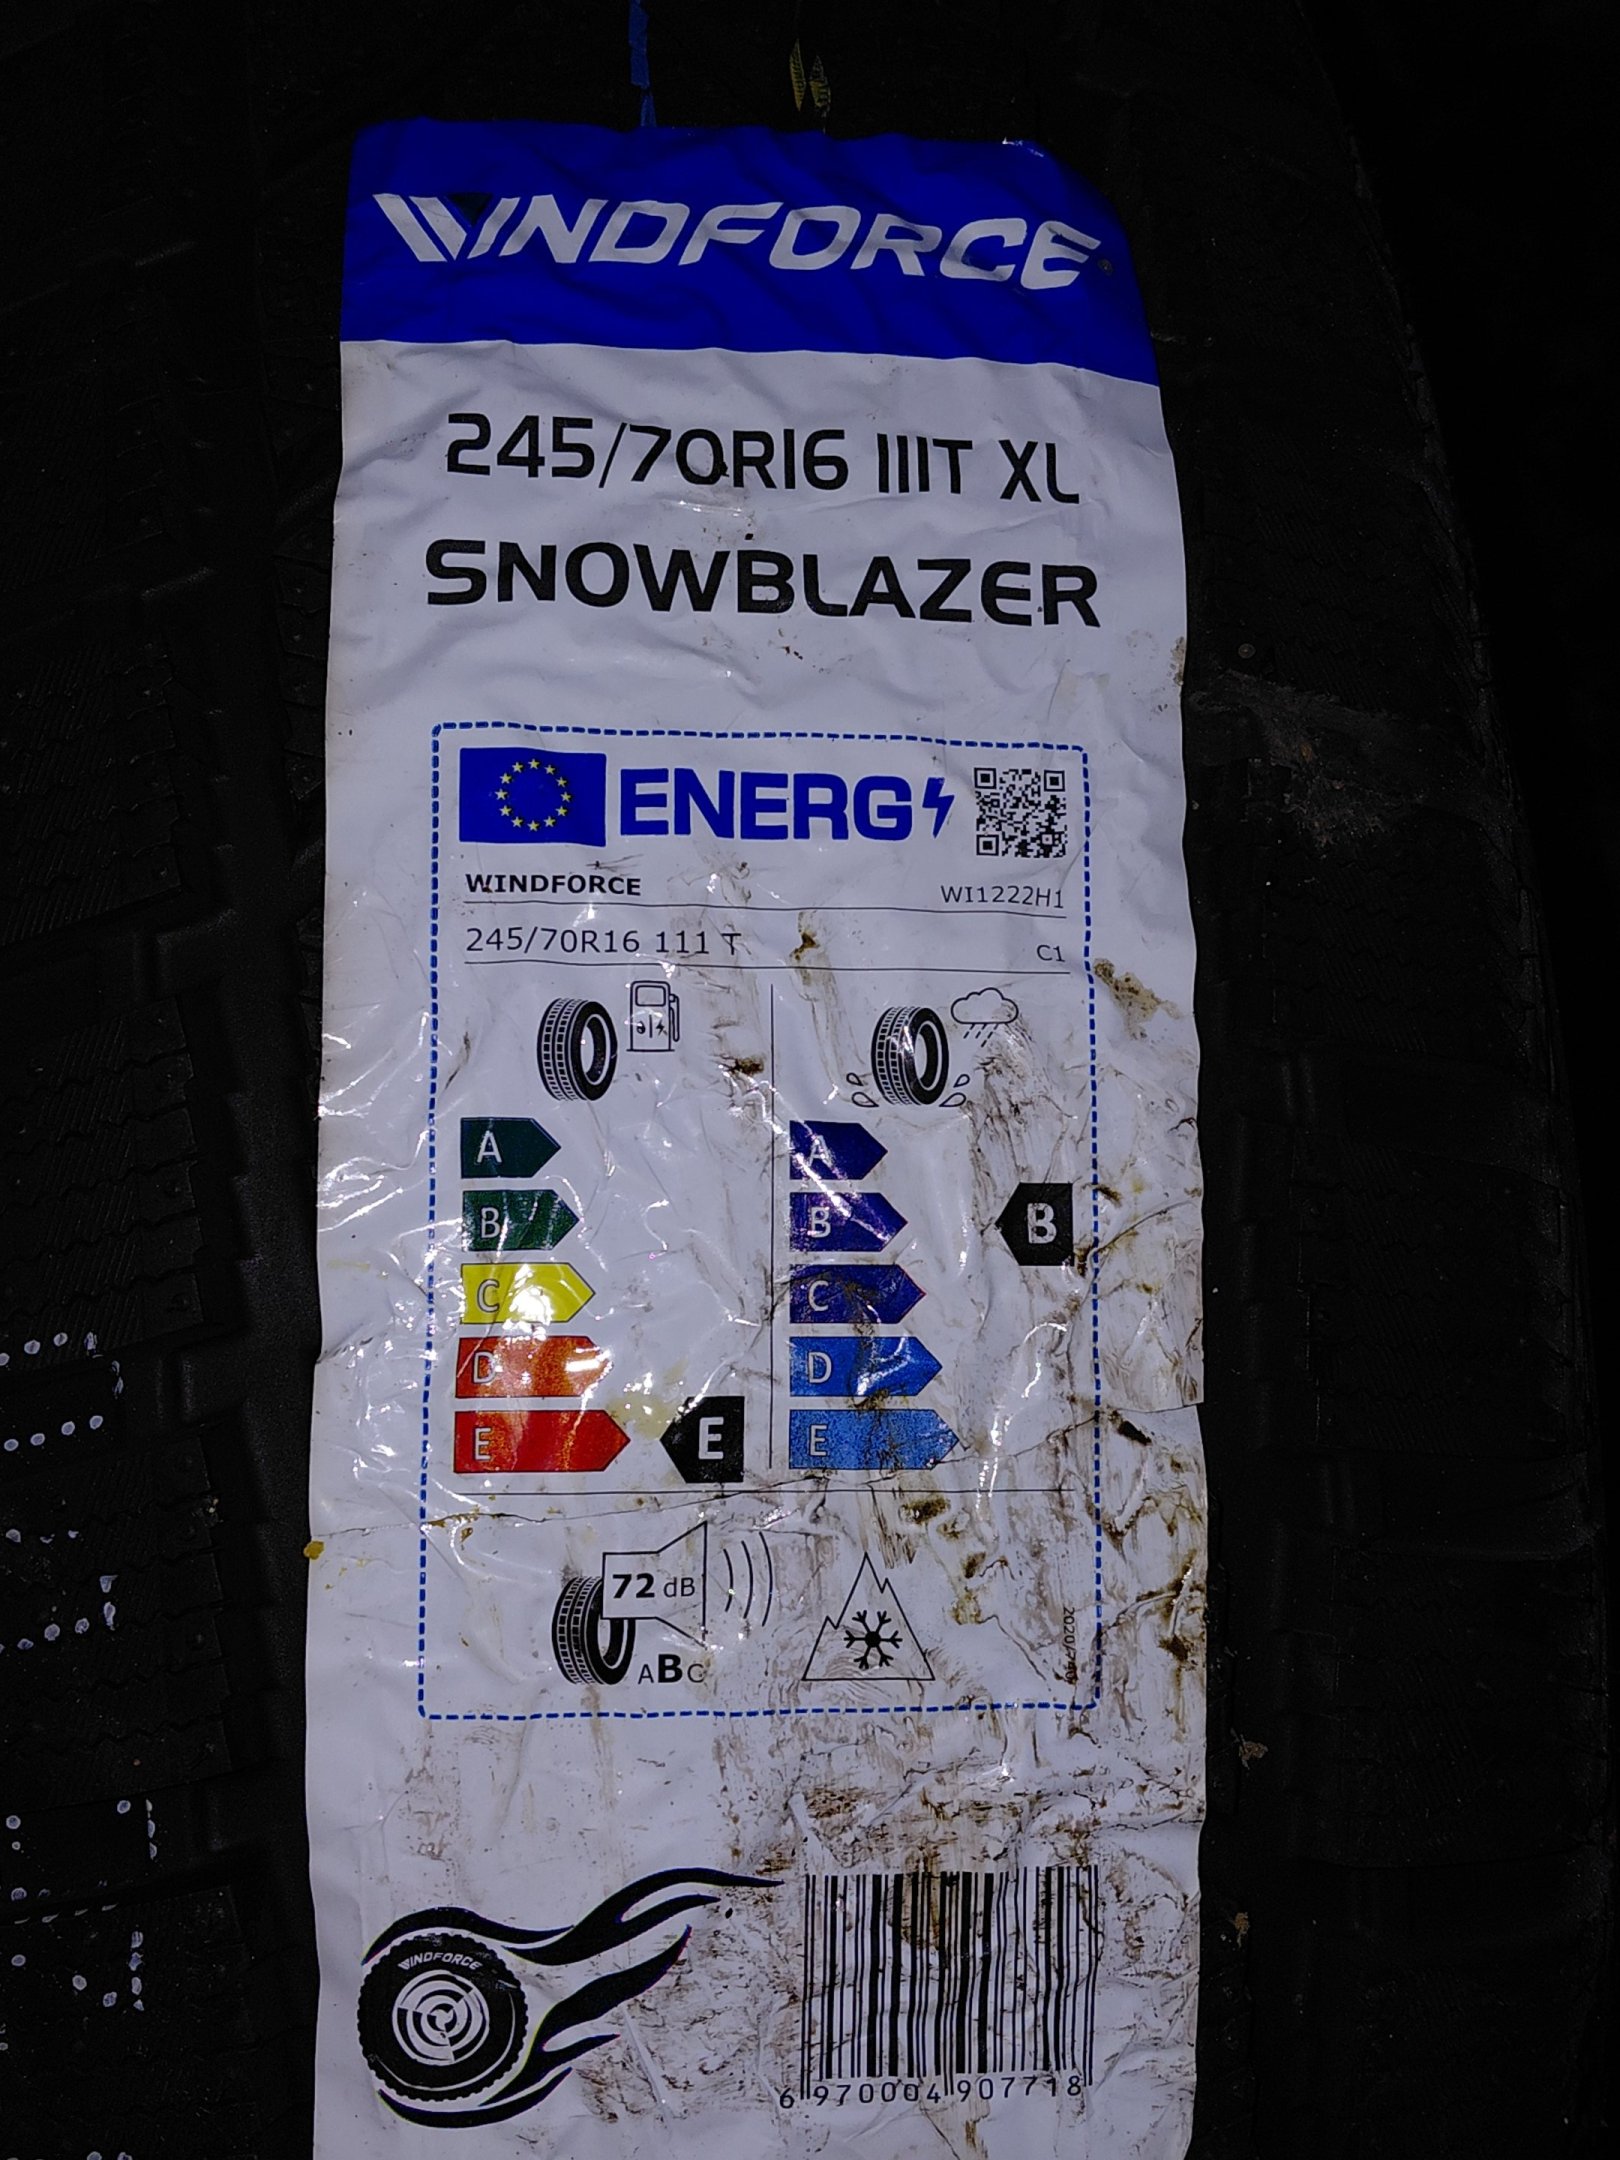 WINDFORCE
245/70R16 111T XL
SNOWBLAZER
ENERG
WINDFORCE WI1222H1
245/70R16 111 T C1
A A
B B B
C C
D D
E E E
72 dB
ABC
2020/740
WINDFORCE
6 970004 907718